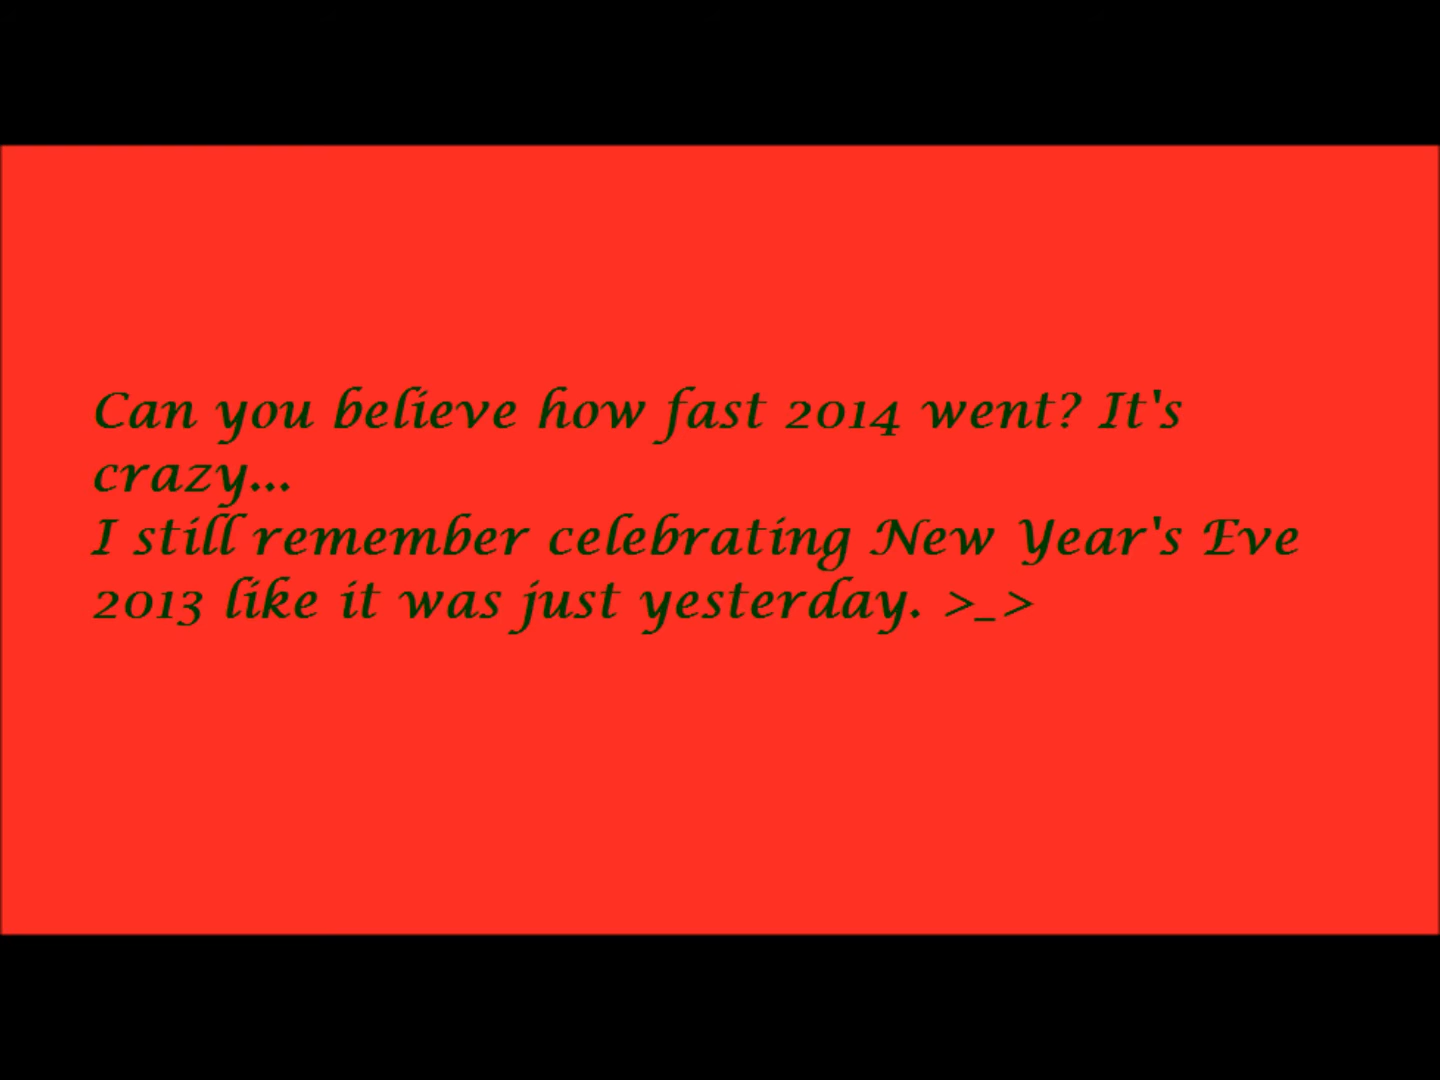 Can you believe how fast 2014 went? It's
crazy...
I still remember celebrating New Year's Eve
2013 like it was just yesterday. >_>